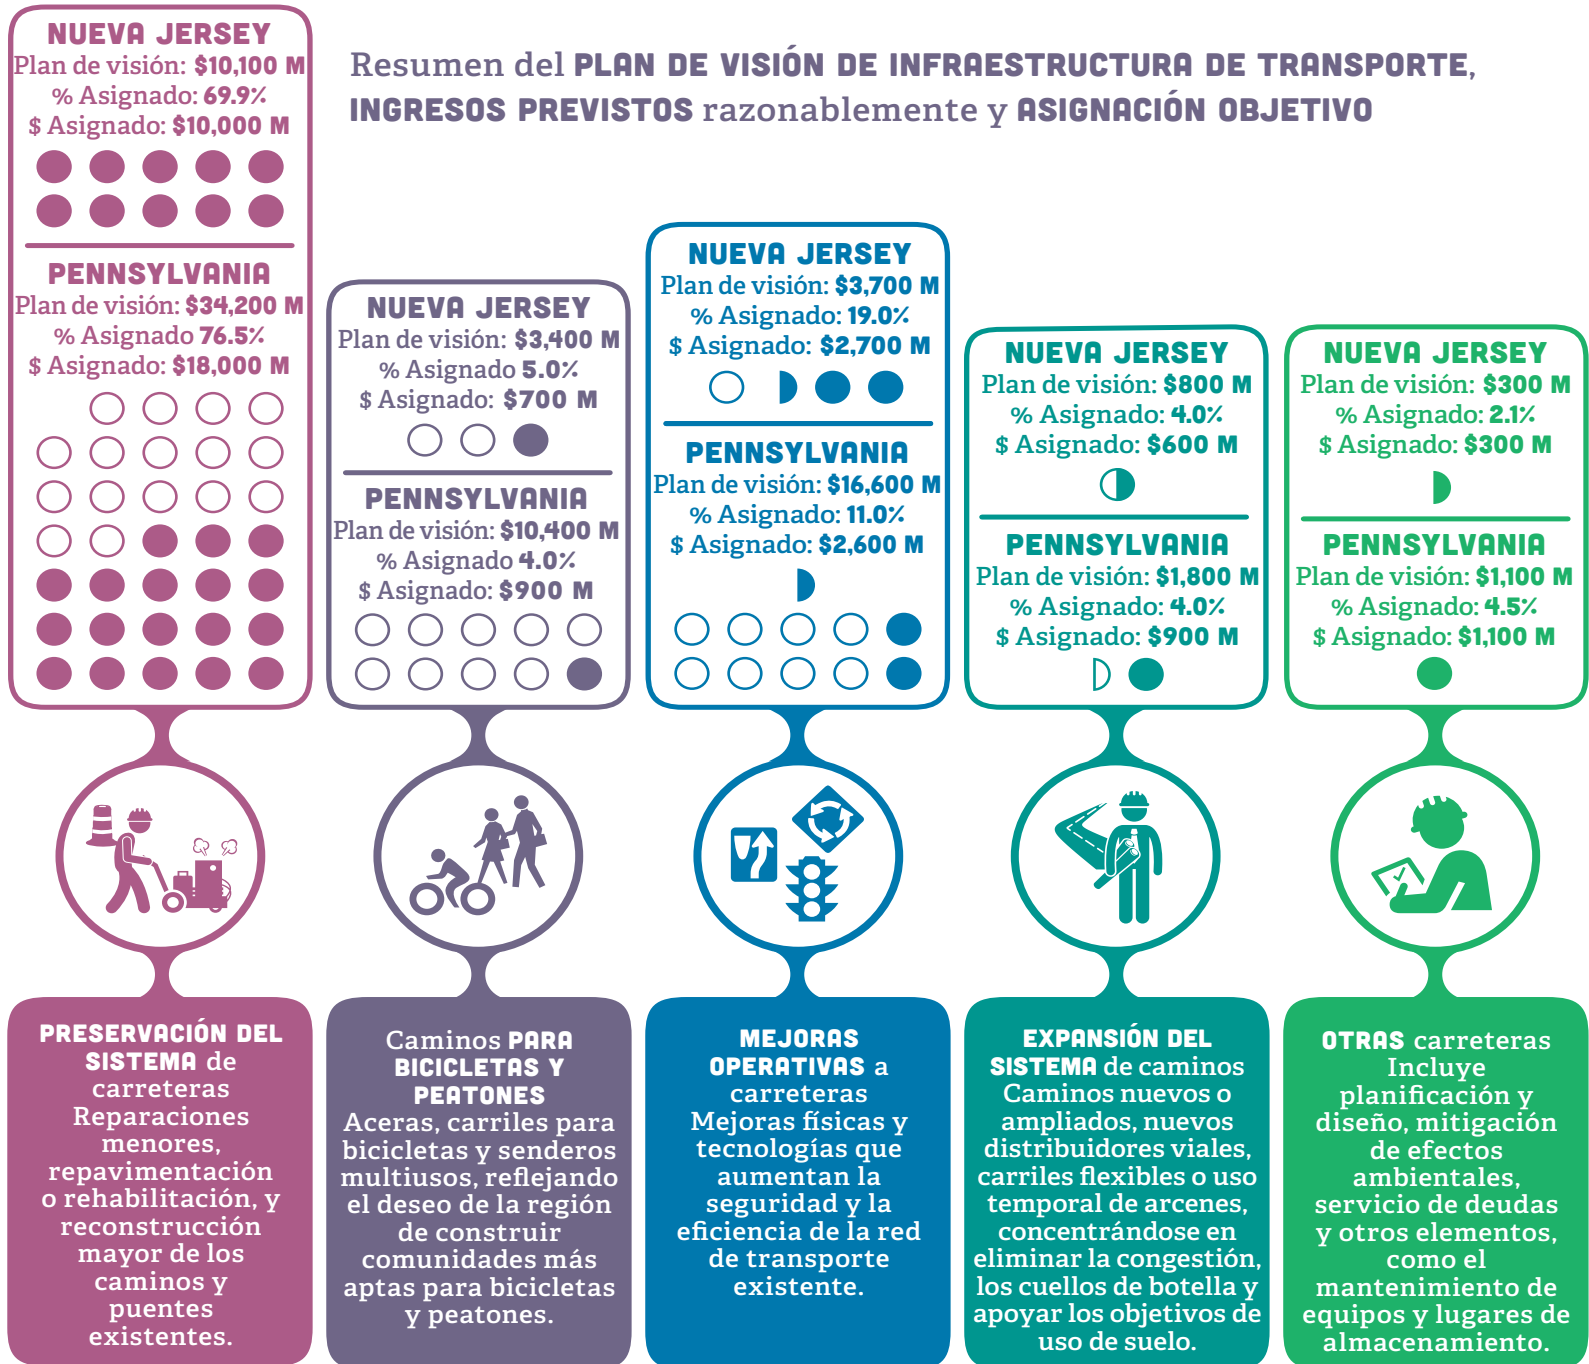 Resumen del PLAN DE VISIÓN DE INFRAESTRUCTURA DE TRANSPORTE,
INGRESOS PREVISTOS razonablemente y ASIGNACIÓN OBJETIVO
NUEVA JERSEY
Plan de visión: $10,100 M
% Asignado: 69.9%
$ Asignado: $10,000 M
PENNSYLVANIA
Plan de visión: $34,200 M
% Asignado 76.5%
$ Asignado: $18,000 M
PRESERVACIÓN DEL
SISTEMA de
carreteras
Reparaciones
menores,
repavimentación
o rehabilitación, y
reconstrucción
mayor de los
caminos y
puentes
existentes.
NUEVA JERSEY
Plan de visión: $3,400 M
% Asignado 5.0%
$ Asignado: $700 M
PENNSYLVANIA
Plan de visión: $10,400 M
% Asignado 4.0%
$ Asignado: $900 M
Caminos PARA
BICICLETAS Y
PEATONES
Aceras, carriles para
bicicletas y senderos
multiusos, reflejando
el deseo de la región
de construir
comunidades más
aptas para bicicletas
y peatones.
NUEVA JERSEY
Plan de visión: $3,700 M
% Asignado: 19.0%
$ Asignado: $2,700 M
PENNSYLVANIA
Plan de visión: $16,600 M
% Asignado: 11.0%
$ Asignado: $2,600 M
MEJORAS
OPERATIVAS a
carreteras
Mejoras físicas y
tecnologías que
aumentan la
seguridad y la
eficiencia de la red
de transporte
existente.
NUEVA JERSEY
Plan de visión: $800 M
% Asignado: 4.0%
$ Asignado: $600 M
PENNSYLVANIA
Plan de visión: $1,800 M
% Asignado: 4.0%
$ Asignado: $900 M
EXPANSIÓN DEL
SISTEMA de caminos
Caminos nuevos o
ampliados, nuevos
distribuidores viales,
carriles flexibles o uso
temporal de arcenes,
concentrándose en
eliminar la congestión,
los cuellos de botella y
apoyar los objetivos de
uso de suelo.
NUEVA JERSEY
Plan de visión: $300 M
% Asignado: 2.1%
$ Asignado: $300 M
PENNSYLVANIA
Plan de visión: $1,100 M
% Asignado: 4.5%
$ Asignado: $1,100 M
OTRAS carreteras
Incluye
planificación y
diseño, mitigación
de efectos
ambientales,
servicio de deudas
y otros elementos,
como el
mantenimiento de
equipos y lugares de
almacenamiento.